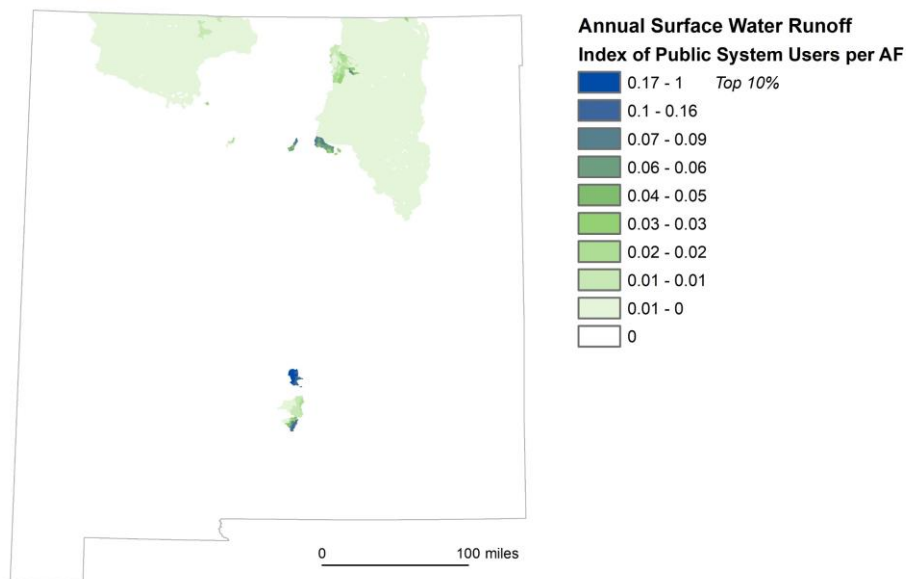 Annual Surface Water Runoff
Index of Public System Users per AF
0.17 - 1 Top 10%
0.1 - 0.16
0.07 - 0.09
0.06 - 0.06
0.04 - 0.05
0.03 - 0.03
0.02 - 0.02
0.01 - 0.01
0.01 - 0
0
0 100 miles